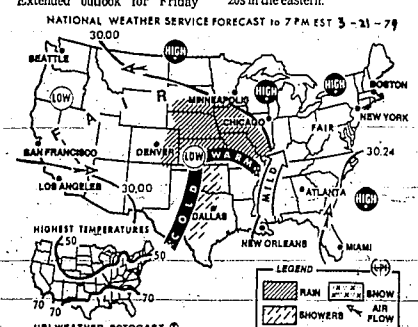 Extended outlook for Friday
20s in the eastern.
NATIONAL WEATHER SERVICE FORECAST to 7 PM EST 3-21-79
30.00
SEATTLE
HIGH
HIGH
HIGH
BOSTON
LOW
R
MINNEAPOLIS
CHICAGO
NEW YORK
F A I R
FAIR
SAN FRANCISCO
DENVER
LOW
WARM
30.24
LOS ANGELES
30.00
COLD
MILD
ATLANTA
HIGH
DALLAS
HIGHEST TEMPERATURES
50
50
NEW ORLEANS
MIAMI
70
70
70
LEGEND
UPI
RAIN
SNOW
SHOWERS
AIR FLOW
UPI WEATHER FOTOCAST